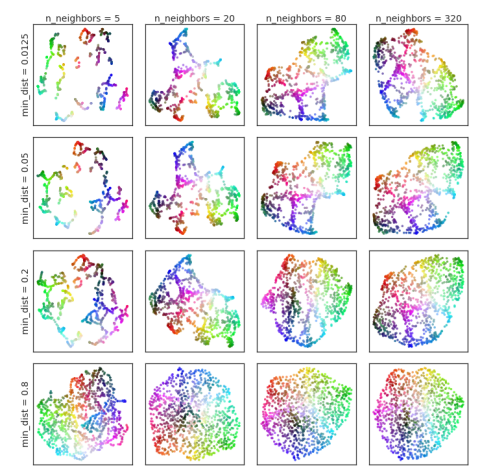 n_neighbors = 5 n_neighbors = 20 n_neighbors = 80 n_neighbors = 320
min_dist = 0.0125
min_dist = 0.05
min_dist = 0.2
min_dist = 0.8